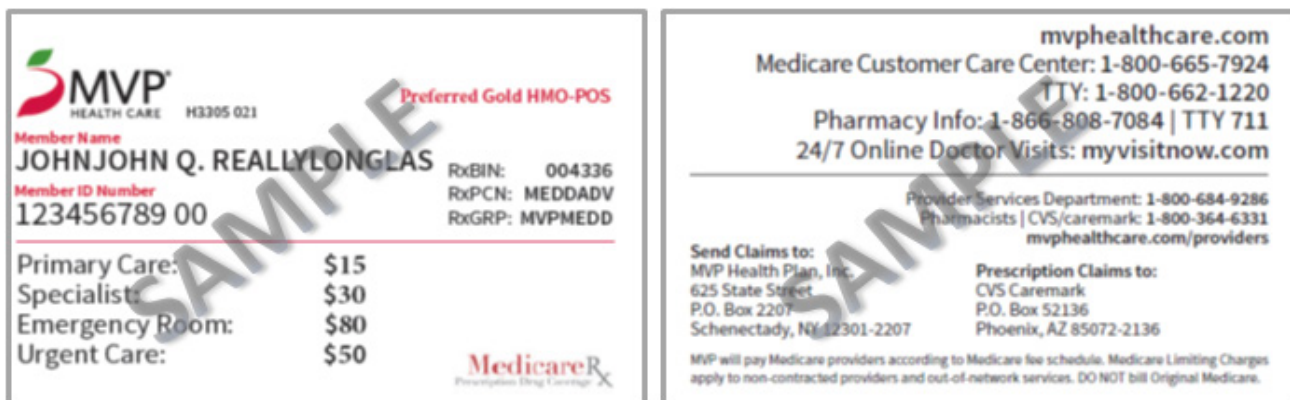 MVP
HEALTH CARE
H3305 021
Preferred Gold HMO-POS
Member Name
JOHNJOHN Q. REALLYLONGLAS
Member ID Number
123456789 00
RxBIN: 004336
RxPCN: MEDDADV
RxGRP: MVPMEDD
Primary Care: $15
Specialist: $30
Emergency Room: $80
Urgent Care: $50
MedicareRx
Prescription Drug Coverage
SAMPLE
mvphealthcare.com
Medicare Customer Care Center: 1-800-665-7924
TTY: 1-800-662-1220
Pharmacy Info: 1-866-808-7084 | TTY 711
24/7 Online Doctor Visits: myvisitnow.com
Provider Services Department: 1-800-684-9286
Pharmacists | CVS/caremark: 1-800-364-6331
mvphealthcare.com/providers
Send Claims to:
MVP Health Plan, Inc.
625 State Street
P.O. Box 2207
Schenectady, NY 12301-2207
Prescription Claims to:
CVS Caremark
P.O. Box 52136
Phoenix, AZ 85072-2136
MVP will pay Medicare providers according to Medicare fee schedule. Medicare Limiting Charges
apply to non-contracted providers and out-of-network services. DO NOT bill Original Medicare.
SAMPLE